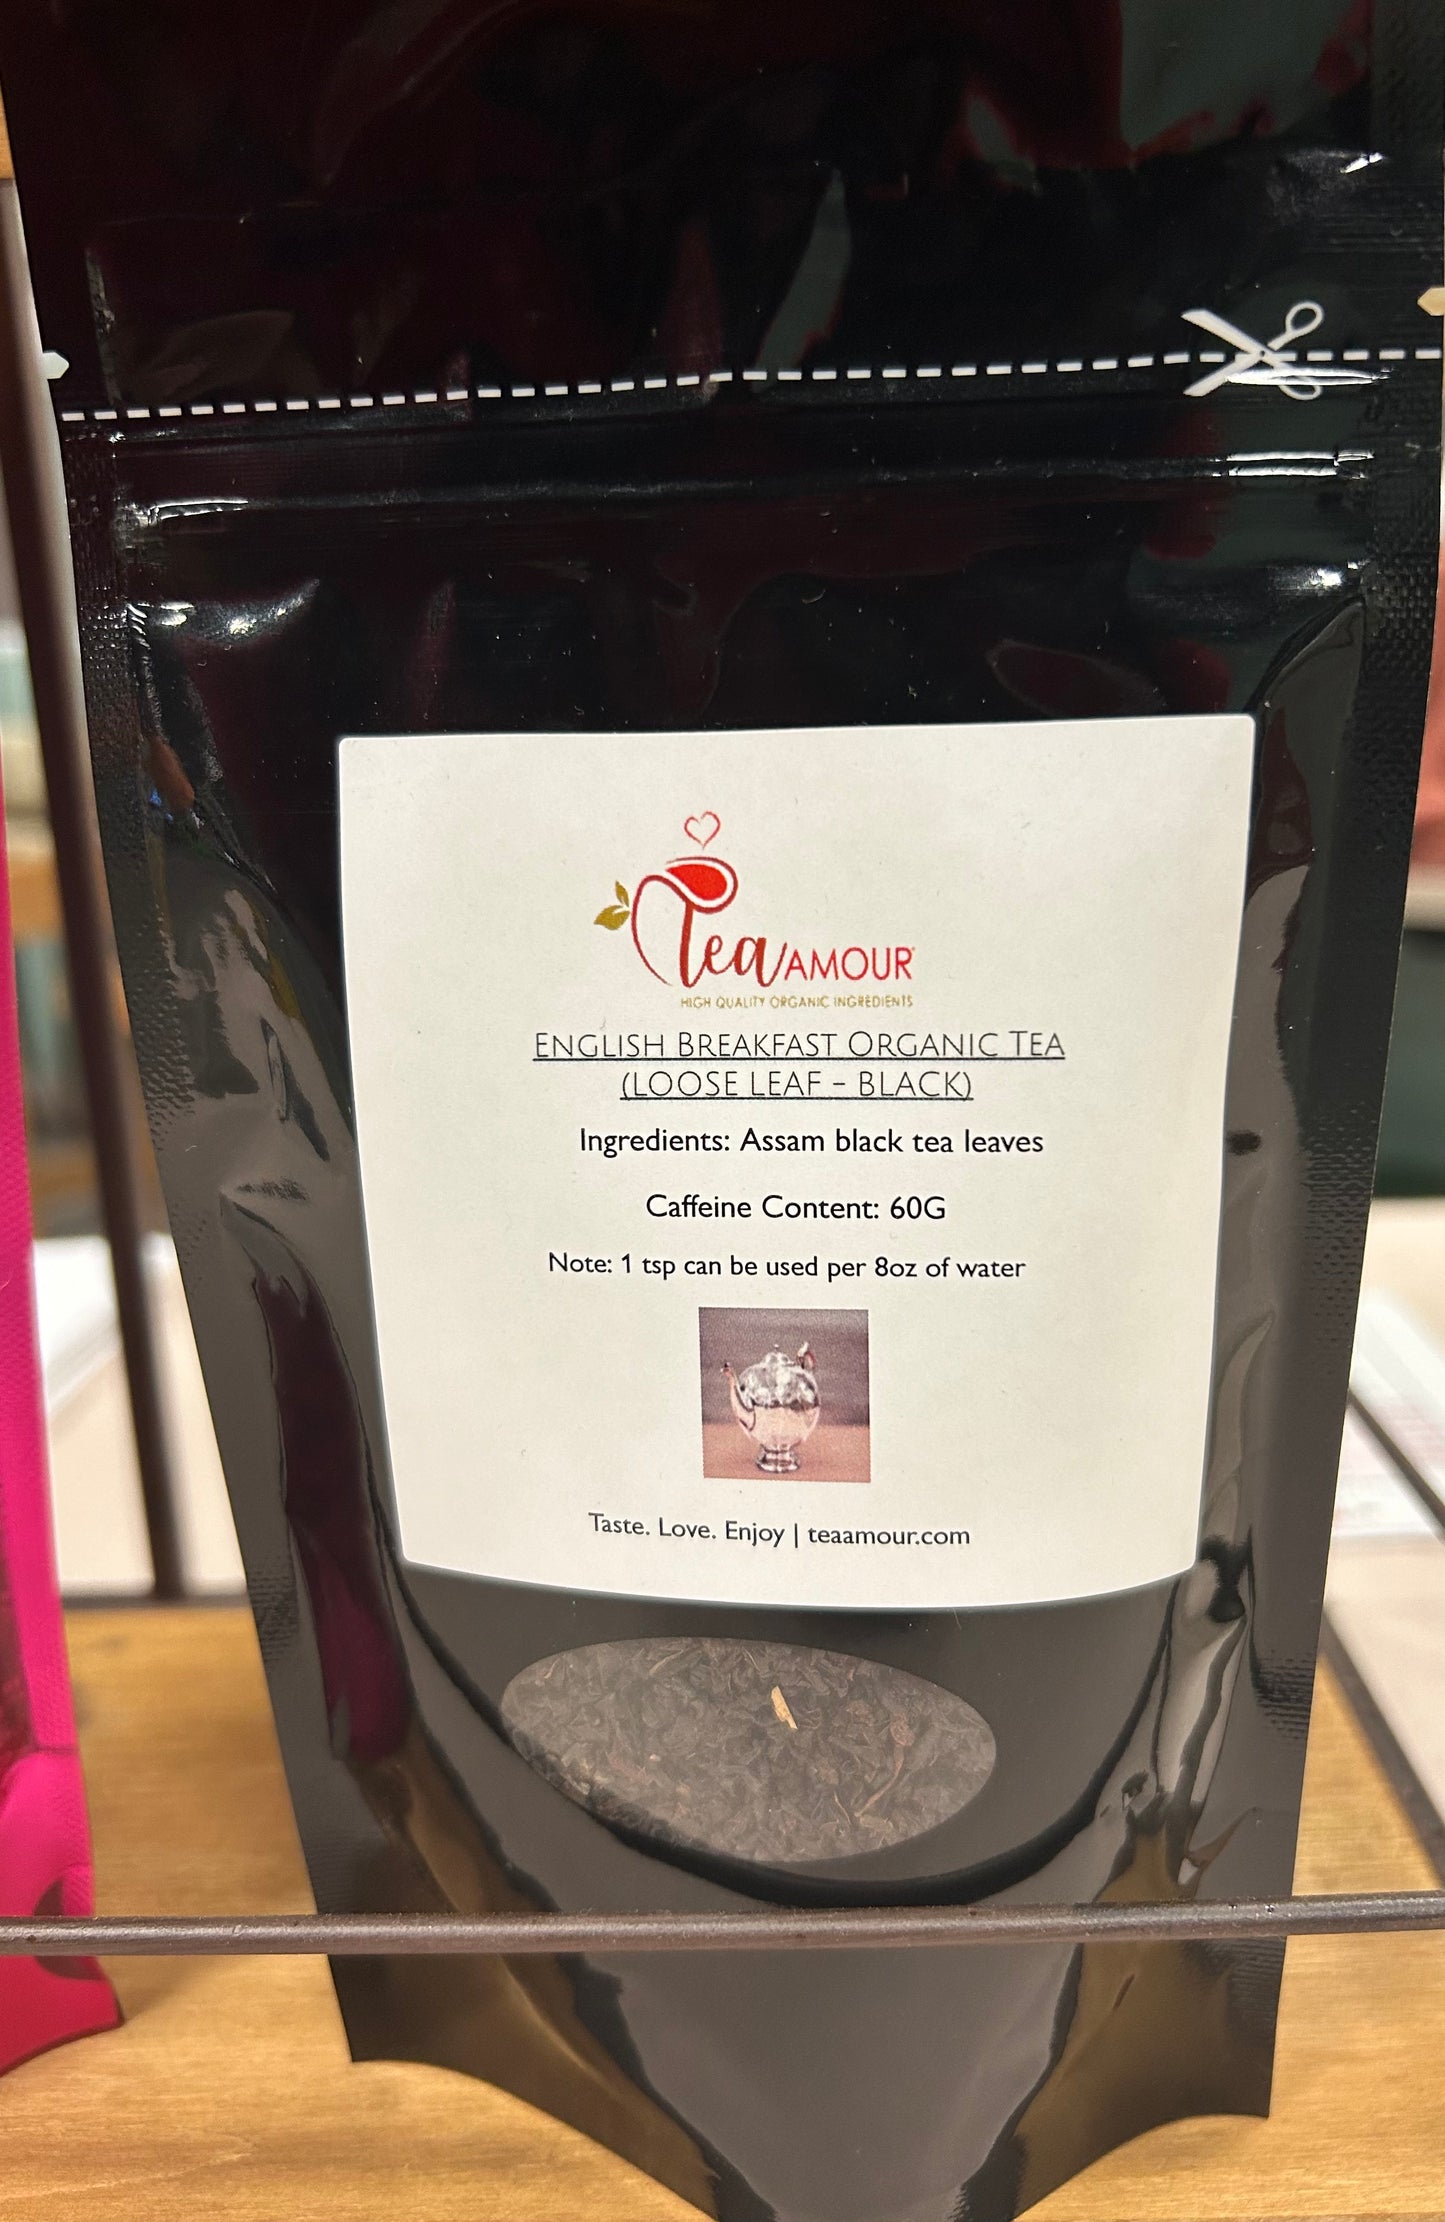 Tea AMOUR
HIGH QUALITY ORGANIC INGREDIENTS
ENGLISH BREAKFAST ORGANIC TEA
(LOOSE LEAF - BLACK)
Ingredients: Assam black tea leaves
Caffeine Content: 60G
Note: 1 tsp can be used per 8oz of water
Taste. Love. Enjoy | teaamour.com